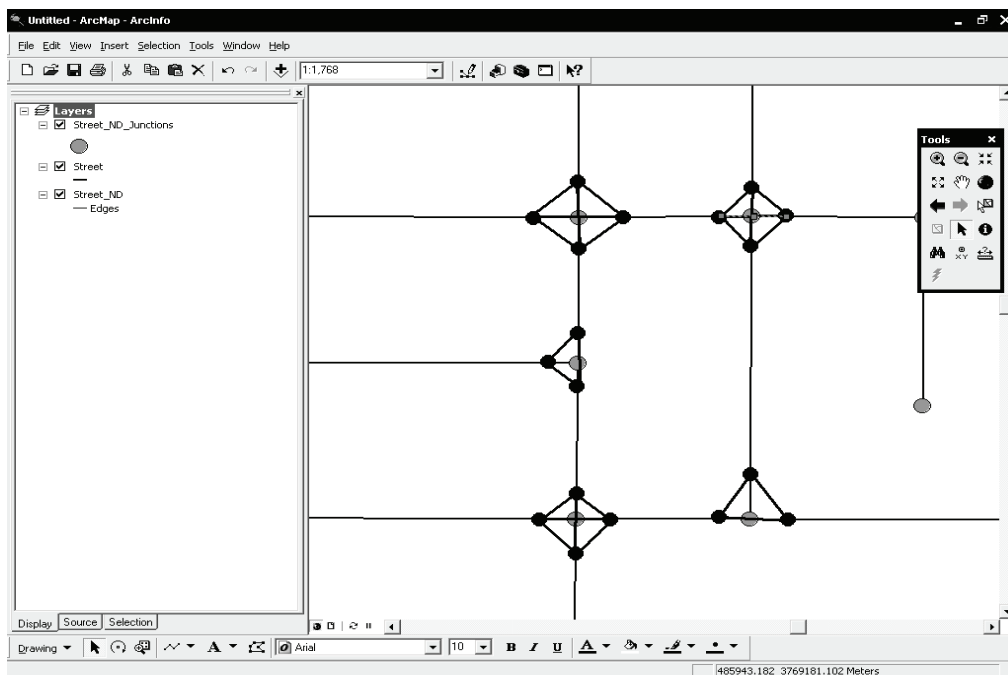 Untitled - ArcMap - ArcInfo
File Edit View Insert Selection Tools Window Help
1:1,768
Layers
Street_ND_Junctions
Street
Street_ND
Edges
Tools
XY
Display Source Selection
Drawing A Arial 10 B I U A
485943.182 3769181.102 Meters